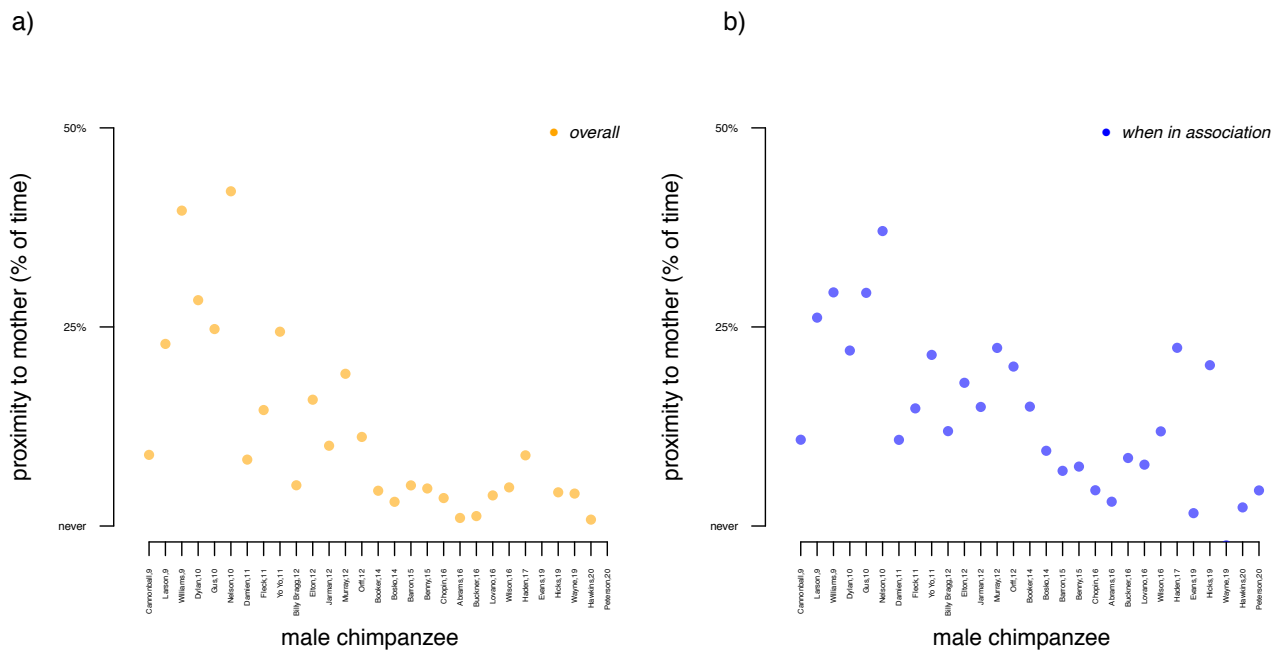 a)
50%
25%
never
proximity to mother (% of time)
overall
Cannonball,9
Larson,9
Williams,9
Dylan,10
Gus,10
Nelson,10
Damien,11
Fleck,11
Yo Yo,11
Billy Bragg,12
Elton,12
Jarman,12
Murray,12
Orff,12
Booker,14
Bosko,14
Barron,15
Benny,15
Chopin,16
Abrams,16
Buckner,16
Lovano,16
Wilson,16
Haden,17
Evans,19
Hicks,19
Wayne,19
Hawkins,20
Peterson,20
male chimpanzee
b)
50%
25%
never
proximity to mother (% of time)
when in association
Cannonball,9
Larson,9
Williams,9
Dylan,10
Gus,10
Nelson,10
Damien,11
Fleck,11
Yo Yo,11
Billy Bragg,12
Elton,12
Jarman,12
Murray,12
Orff,12
Booker,14
Bosko,14
Barron,15
Benny,15
Chopin,16
Abrams,16
Buckner,16
Lovano,16
Wilson,16
Haden,17
Evans,19
Hicks,19
Wayne,19
Hawkins,20
Peterson,20
male chimpanzee